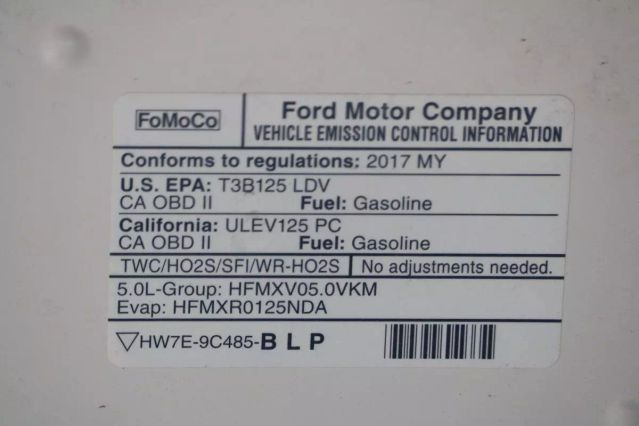 FoMoCo
Ford Motor Company
VEHICLE EMISSION CONTROL INFORMATION
Conforms to regulations: 2017 MY
U.S. EPA: T3B125 LDV
CA OBD II Fuel: Gasoline
California: ULEV125 PC
CA OBD II Fuel: Gasoline
TWC/HO2S/SFI/WR-HO2S No adjustments needed.
5.0L-Group: HFMXV05.0VKM
Evap: HFMXR0125NDA
▽HW7E-9C485-B L P